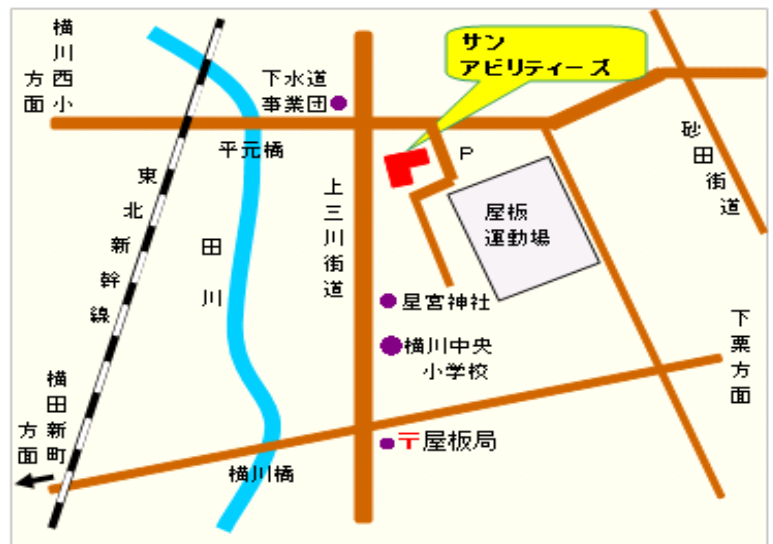 横川西小
方面
下水道
事業団
サン
アビリティーズ
平元橋
P
砂田街道
東北新幹線
田川
上三川街道
屋板
運動場
星宮神社
横川中央
小学校
下栗方面
横田新町
方面
〒屋板局
横川橋